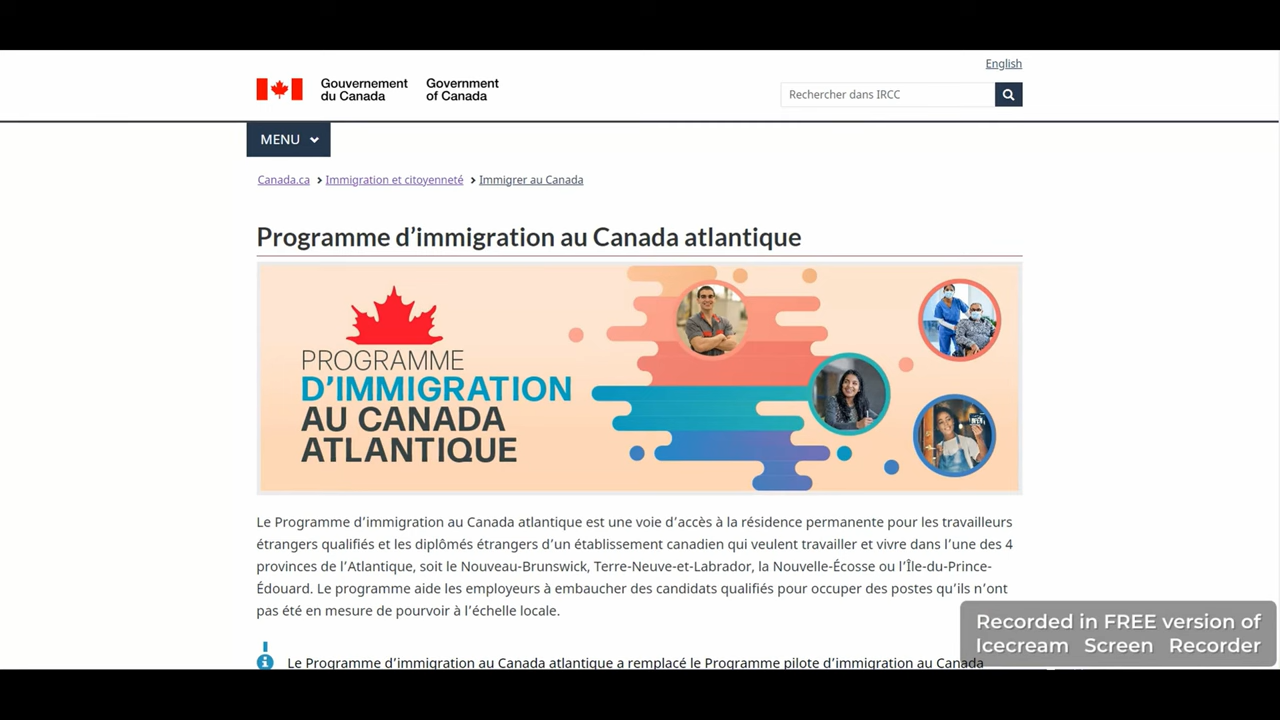 English
Gouvernement du Canada
Government of Canada
Rechercher dans IRCC
MENU
Canada.ca > Immigration et citoyenneté > Immigrer au Canada
Programme d’immigration au Canada atlantique
PROGRAMME
D’IMMIGRATION
AU CANADA
ATLANTIQUE
Le Programme d’immigration au Canada atlantique est une voie d’accès à la résidence permanente pour les travailleurs
étrangers qualifiés et les diplômés étrangers d’un établissement canadien qui veulent travailler et vivre dans l’une des 4
provinces de l’Atlantique, soit le Nouveau-Brunswick, Terre-Neuve-et-Labrador, la Nouvelle-Écosse ou l’Île-du-Prince-
Édouard. Le programme aide les employeurs à embaucher des candidats qualifiés pour occuper des postes qu’ils n’ont
pas été en mesure de pourvoir à l’échelle locale.
Le Programme d’immigration au Canada atlantique a remplacé le Programme pilote d’immigration au Canada
Recorded in FREE version of
Icecream Screen Recorder